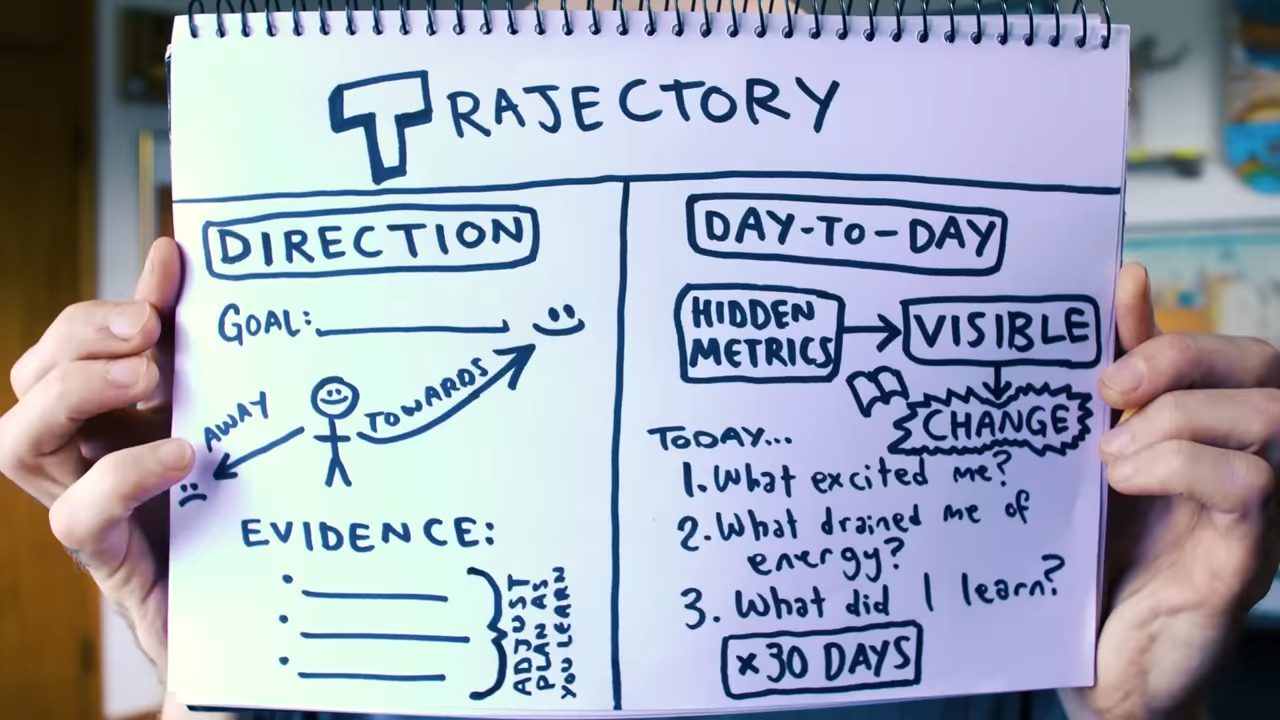 TRAJECTORY
DIRECTION
GOAL:
AWAY
TOWARDS
EVIDENCE:
ADJUST
PLAN AS
YOU LEARN
DAY-TO-DAY
HIDDEN
METRICS
VISIBLE
CHANGE
TODAY...
1. What excited me?
2. What drained me of
energy?
3. What did I learn?
x30 DAYS